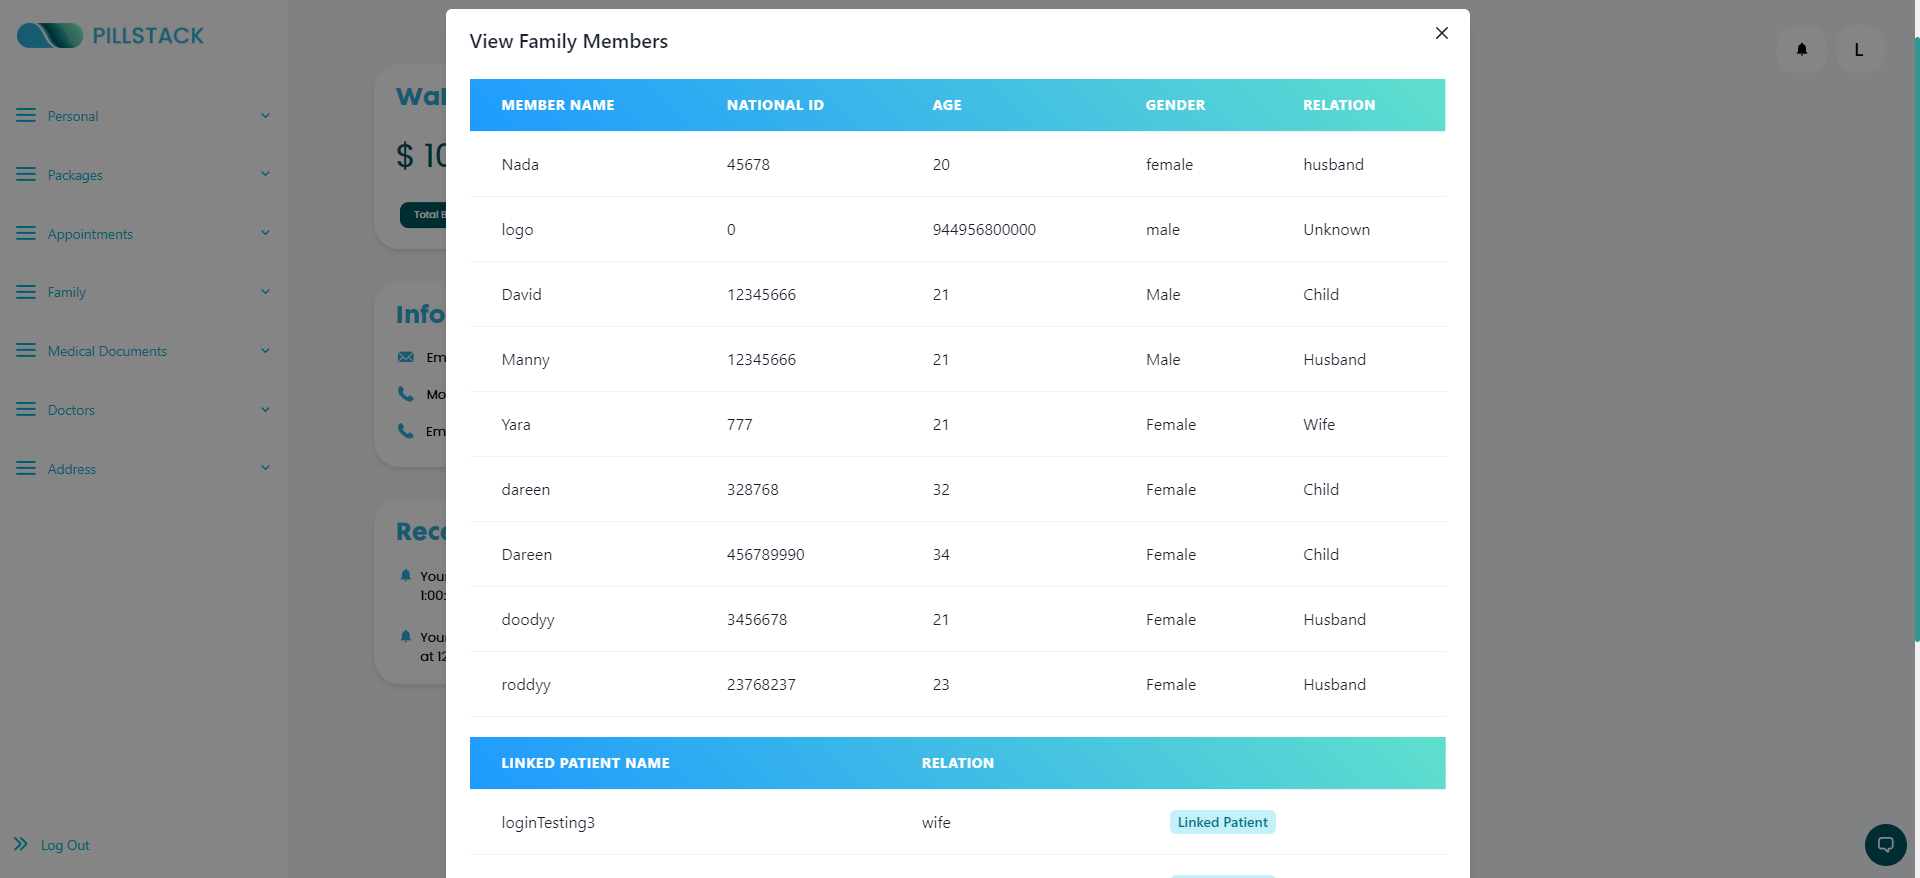 PILLSTACK
Personal
Packages
Appointments
Family
Medical Documents
Doctors
Address
Log Out
$ 10
Total B
Info
Em
Mo
Em
You
1:00:
You
at 12
L
View Family Members
MEMBER NAME NATIONAL ID AGE GENDER RELATION
Nada 45678 20 female husband
logo 0 944956800000 male Unknown
David 12345666 21 Male Child
Manny 12345666 21 Male Husband
Yara 777 21 Female Wife
dareen 328768 32 Female Child
Dareen 456789990 34 Female Child
doodyy 3456678 21 Female Husband
roddyy 23768237 23 Female Husband
LINKED PATIENT NAME RELATION
loginTesting3 wife Linked Patient